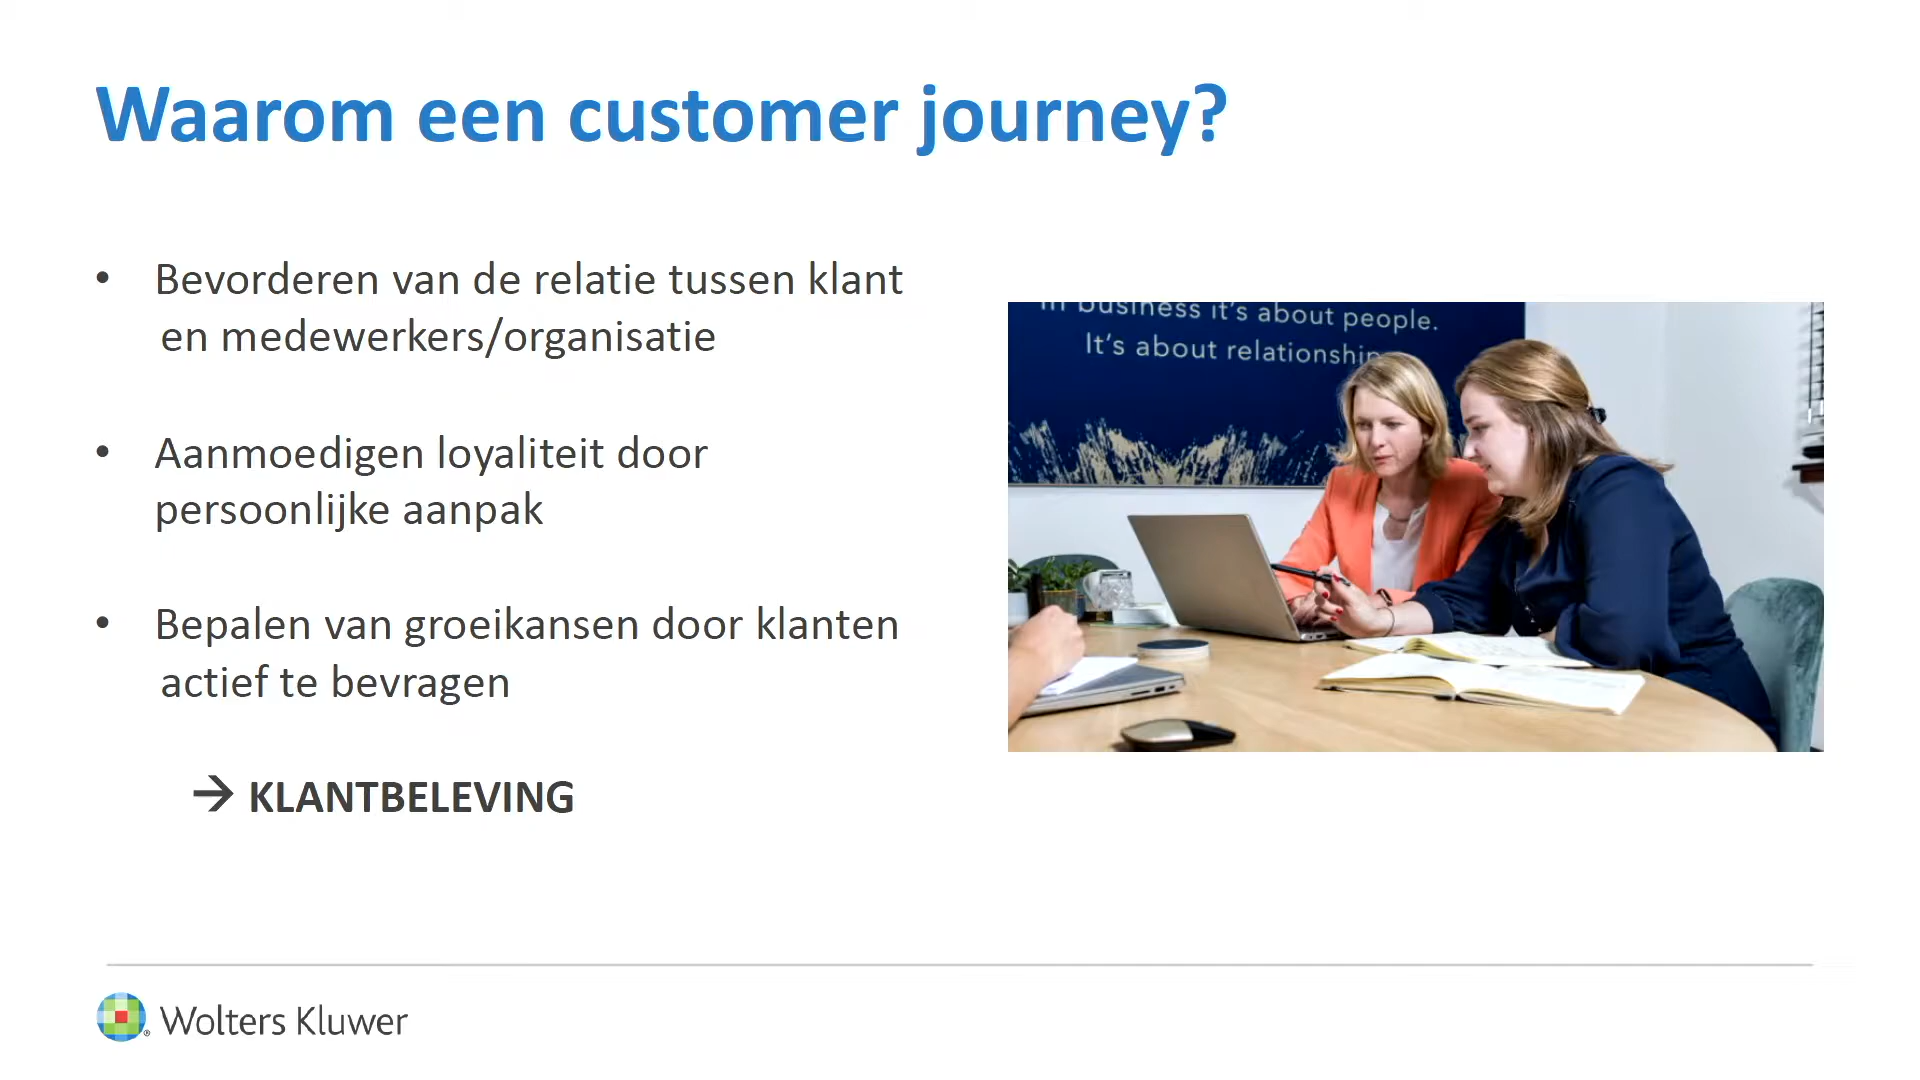 Waarom een customer journey?
• Bevorderen van de relatie tussen klant
en medewerkers/organisatie
• Aanmoedigen loyaliteit door
persoonlijke aanpak
• Bepalen van groeikansen door klanten
actief te bevragen
→ KLANTBELEVING
In business it's about people.
It's about relationship
Wolters Kluwer